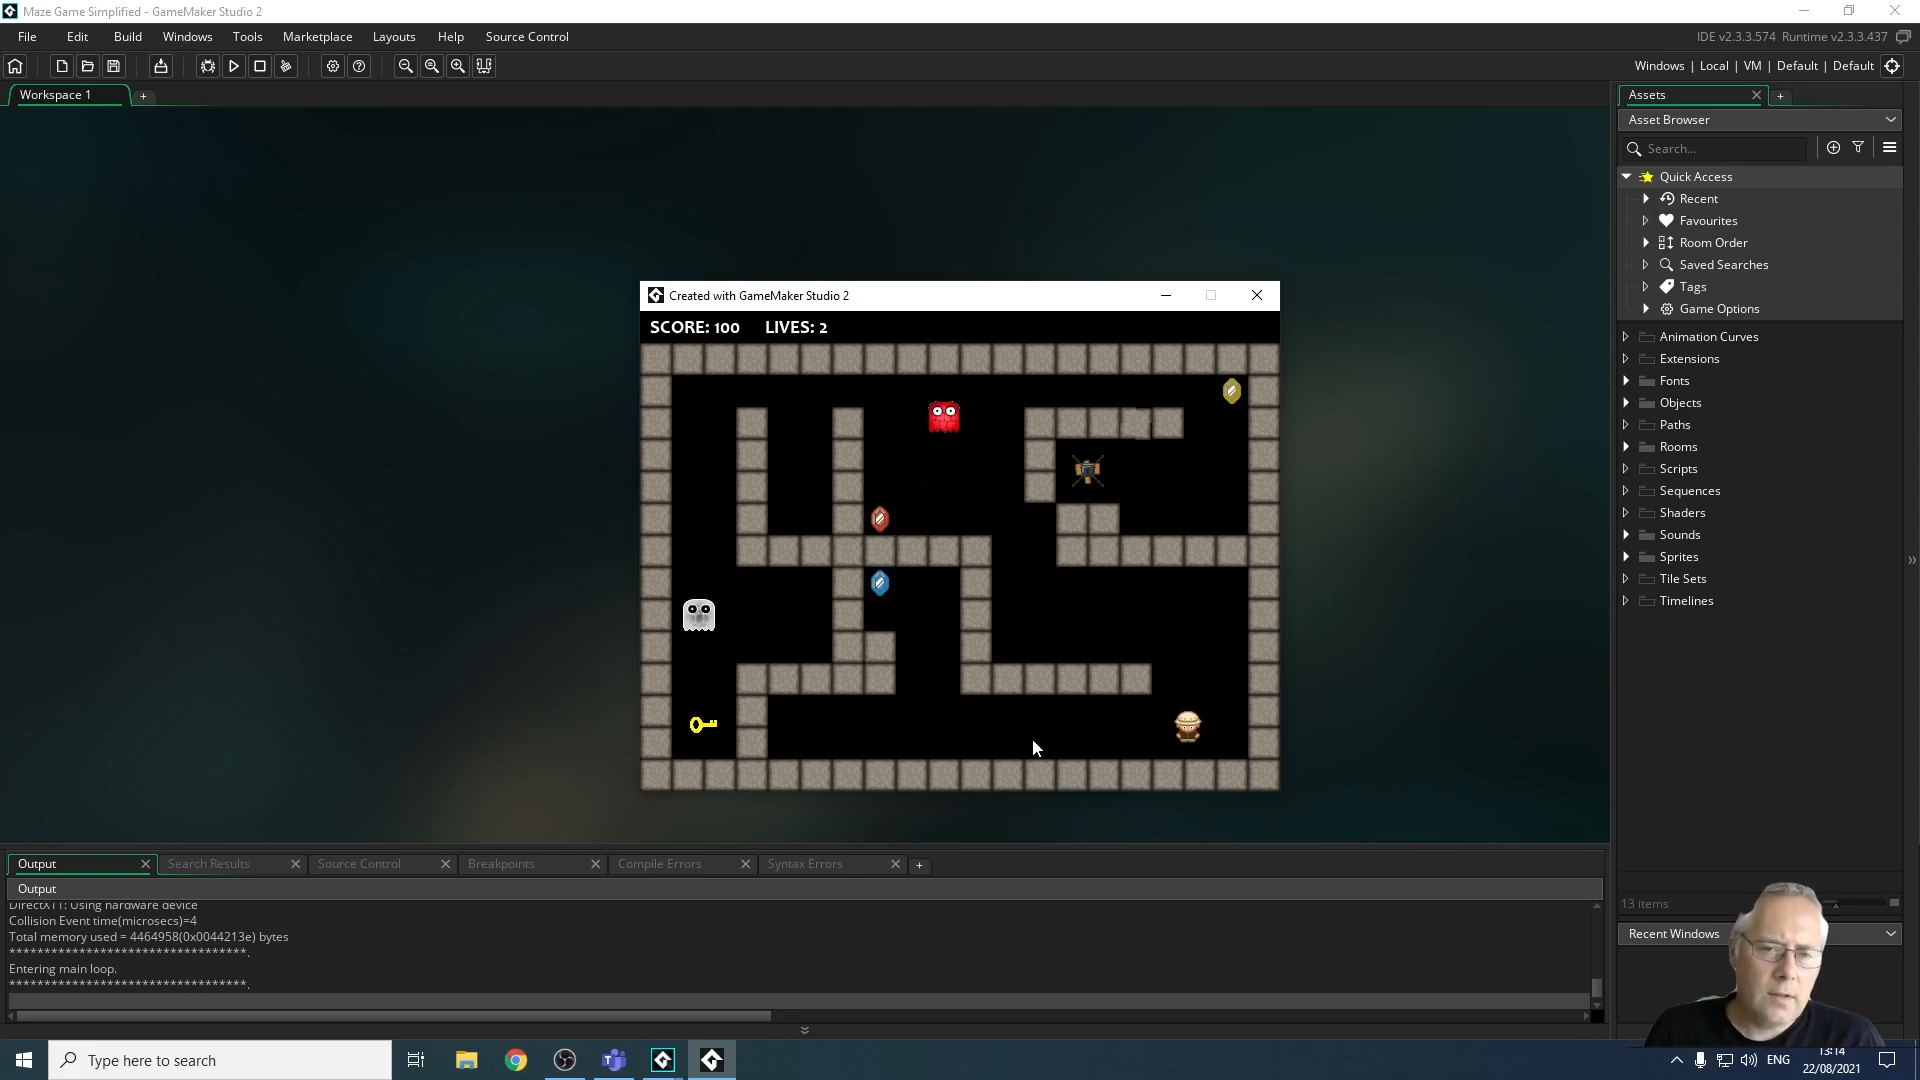 Maze Game Simplified - GameMaker Studio 2
File Edit Build Windows Tools Marketplace Layouts Help Source Control
IDE v2.3.3.574 Runtime v2.3.3.437
Windows | Local | VM | Default | Default
Workspace 1
Assets
Asset Browser
Search...
Quick Access
Recent
Favourites
Room Order
Saved Searches
Tags
Game Options
Animation Curves
Extensions
Fonts
Objects
Paths
Rooms
Scripts
Sequences
Shaders
Sounds
Sprites
Tile Sets
Timelines
Created with GameMaker Studio 2
SCORE: 100 LIVES: 2
Output Search Results Source Control Breakpoints Compile Errors Syntax Errors
Output
DirectX11: Using hardware device
Collision Event time(microsecs)=4
Total memory used = 4464958(0x0044213e) bytes
*********************************.
Entering main loop.
*********************************.
13 items
Recent Windows
Type here to search
ENG
13:14
22/08/2021